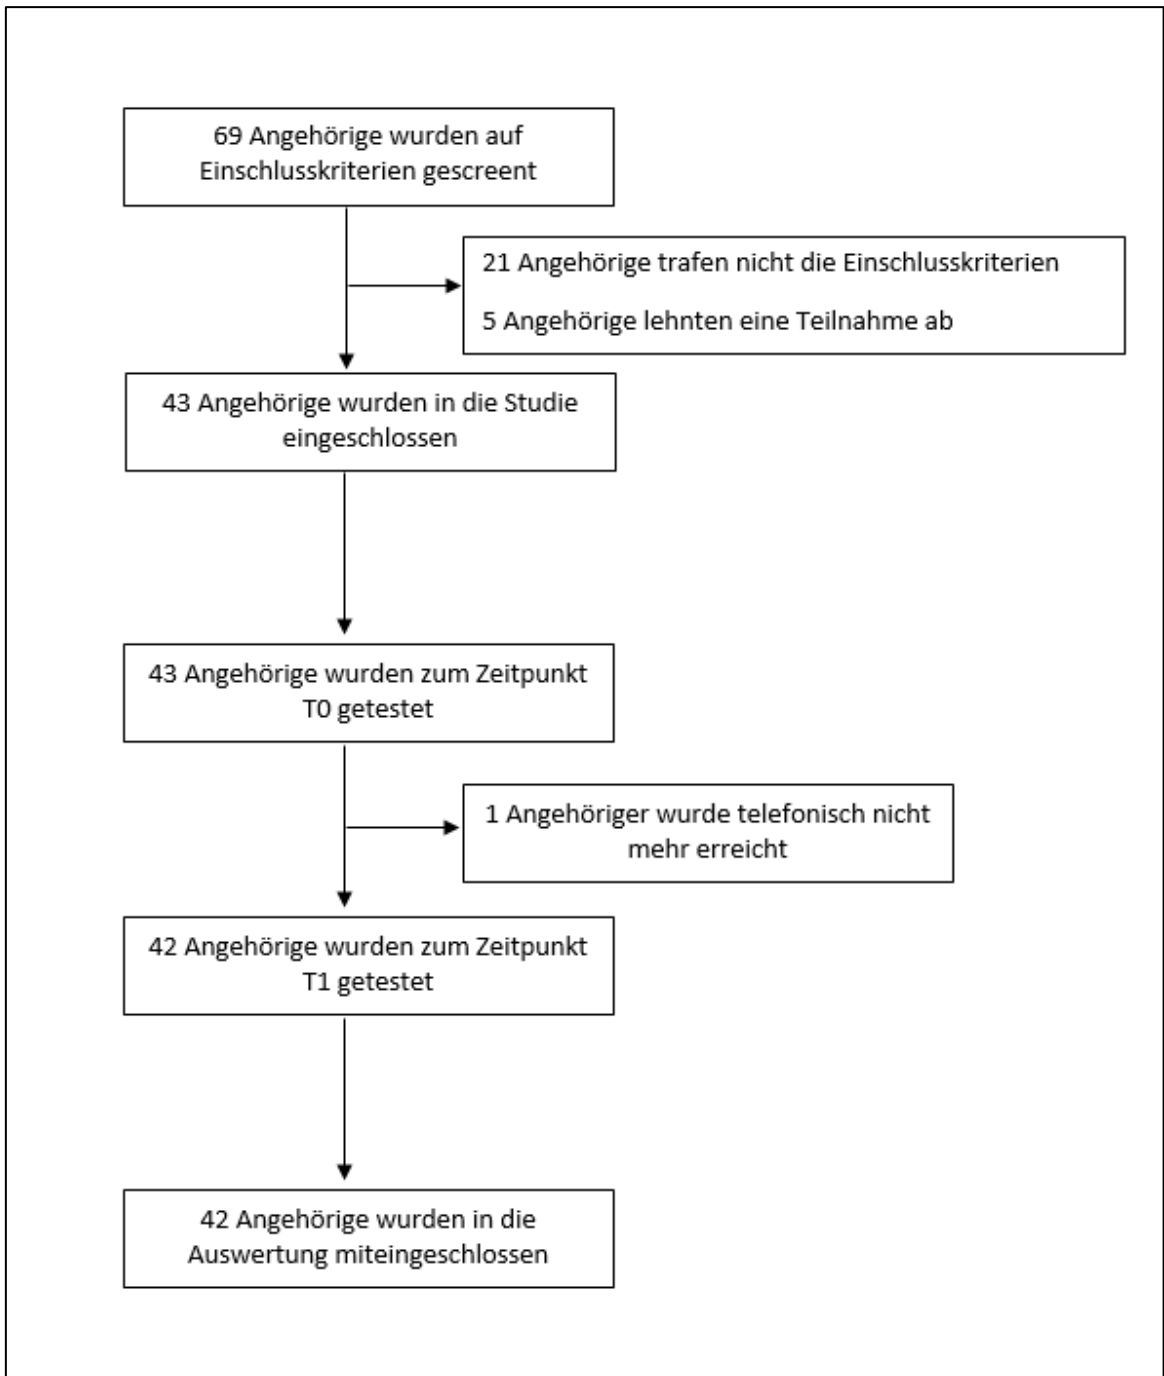 69 Angehörige wurden auf
Einschlusskriterien gescreent
21 Angehörige trafen nicht die Einschlusskriterien
5 Angehörige lehnten eine Teilnahme ab
43 Angehörige wurden in die Studie
eingeschlossen
43 Angehörige wurden zum Zeitpunkt
T0 getestet
1 Angehöriger wurde telefonisch nicht
mehr erreicht
42 Angehörige wurden zum Zeitpunkt
T1 getestet
42 Angehörige wurden in die
Auswertung miteingeschlossen